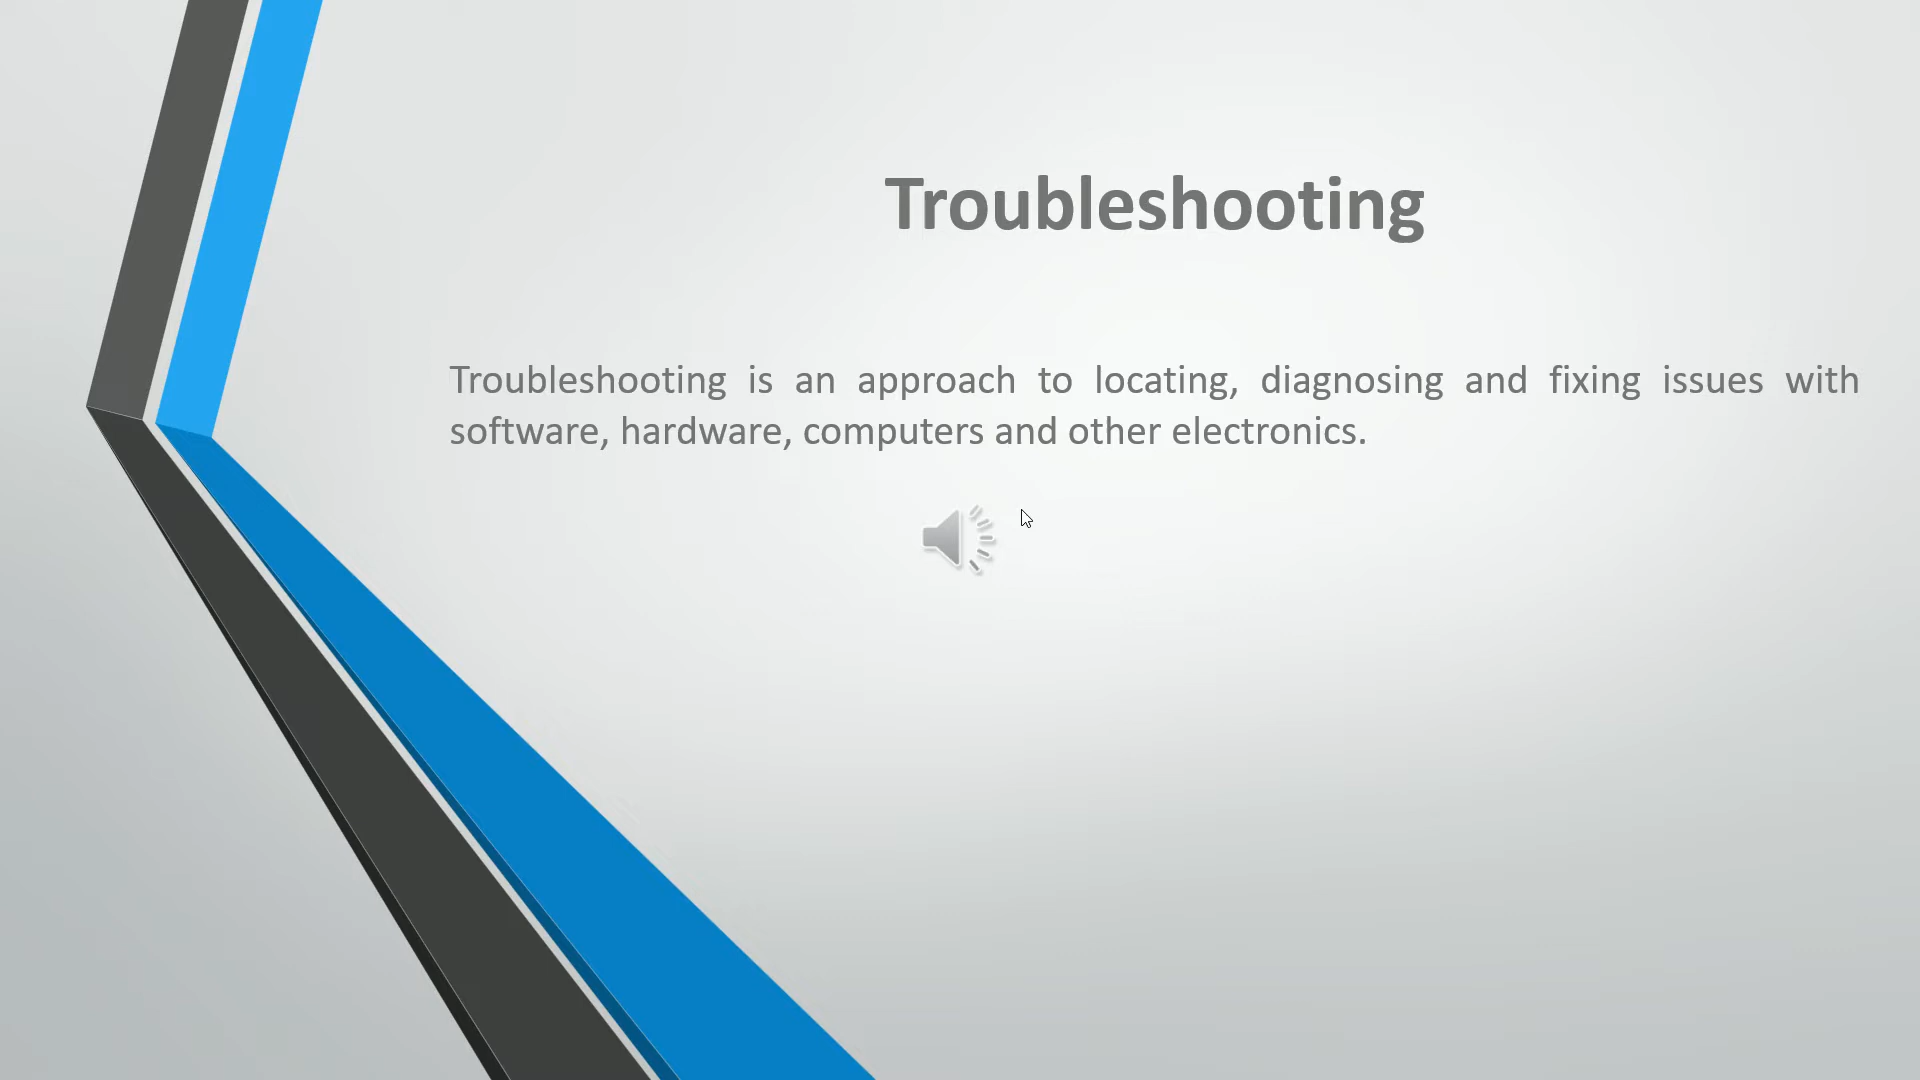 Troubleshooting
Troubleshooting is an approach to locating, diagnosing and fixing issues with
software, hardware, computers and other electronics.